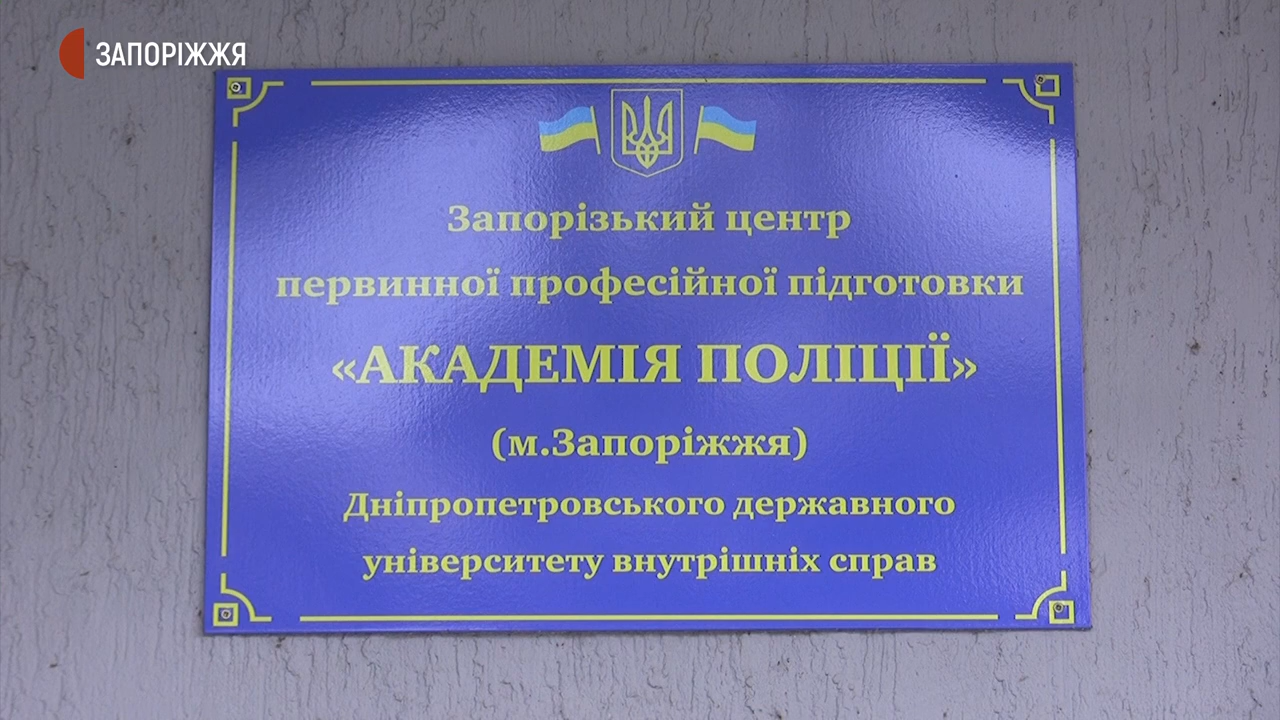 ЗАПОРІЖЖЯ
Запорізький центр
первинної професійної підготовки
«АКАДЕМІЯ ПОЛІЦІЇ»
(м.Запоріжжя)
Дніпропетровського державного
університету внутрішніх справ